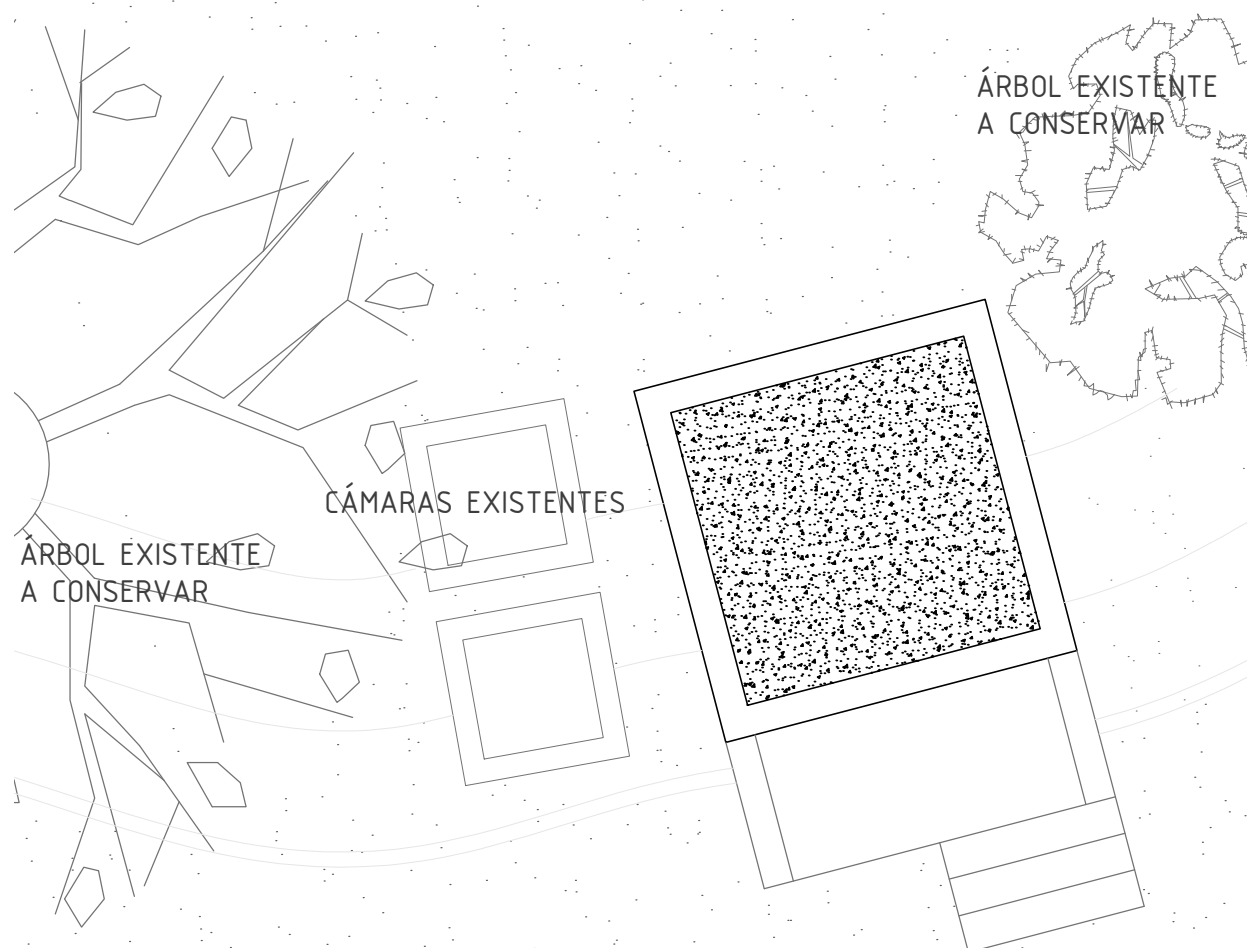 ÁRBOL EXISTENTE
A CONSERVAR
CÁMARAS EXISTENTES
ÁRBOL EXISTENTE
A CONSERVAR